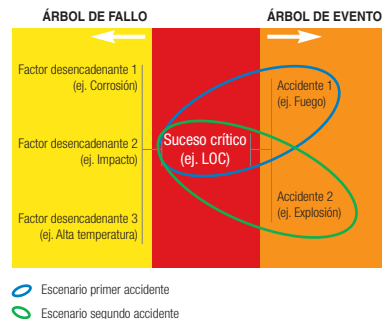 ÁRBOL DE FALLO
ÁRBOL DE EVENTO
Factor desencadenante 1
(ej. Corrosión)
Factor desencadenante 2
(ej. Impacto)
Factor desencadenante 3
(ej. Alta temperatura)
Suceso crítico
(ej. LOC)
Accidente 1
(ej. Fuego)
Accidente 2
(ej. Explosión)
Escenario primer accidente
Escenario segundo accidente